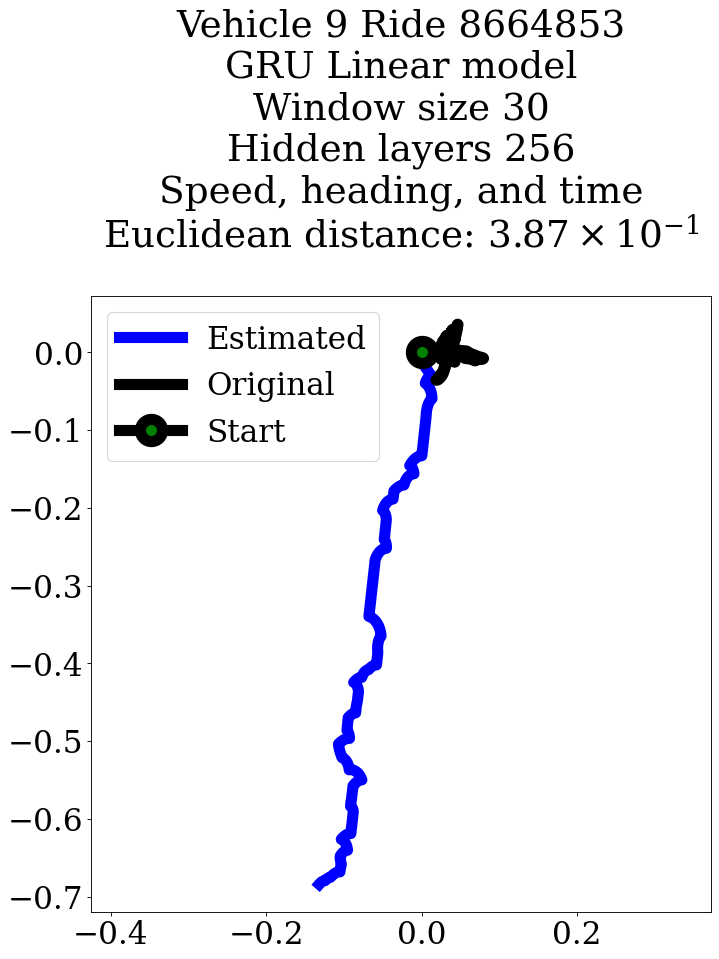 Vehicle 9 Ride 8664853
GRU Linear model
Window size 30
Hidden layers 256
Speed, heading, and time
Euclidean distance: 3.87 × 10⁻¹
Estimated
Original
Start
0.0
−0.1
−0.2
−0.3
−0.4
−0.5
−0.6
−0.7
−0.4 −0.2 0.0 0.2